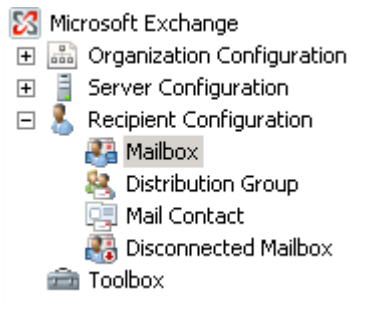 Microsoft Exchange
Organization Configuration
Server Configuration
Recipient Configuration
Mailbox
Distribution Group
Mail Contact
Disconnected Mailbox
Toolbox